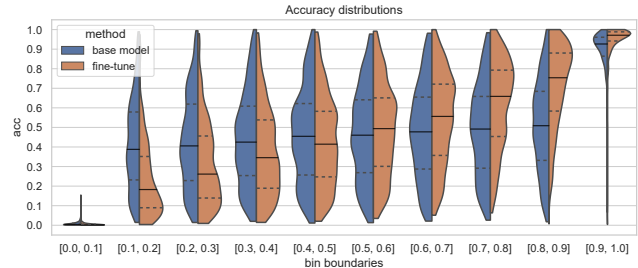 Accuracy distributions
1.0
0.9
0.8
0.7
0.6
0.5
0.4
0.3
0.2
0.1
0.0
acc
method
base model
fine-tune
[0.0, 0.1] [0.1, 0.2] [0.2, 0.3] [0.3, 0.4] [0.4, 0.5] [0.5, 0.6] [0.6, 0.7] [0.7, 0.8] [0.8, 0.9] [0.9, 1.0]
bin boundaries